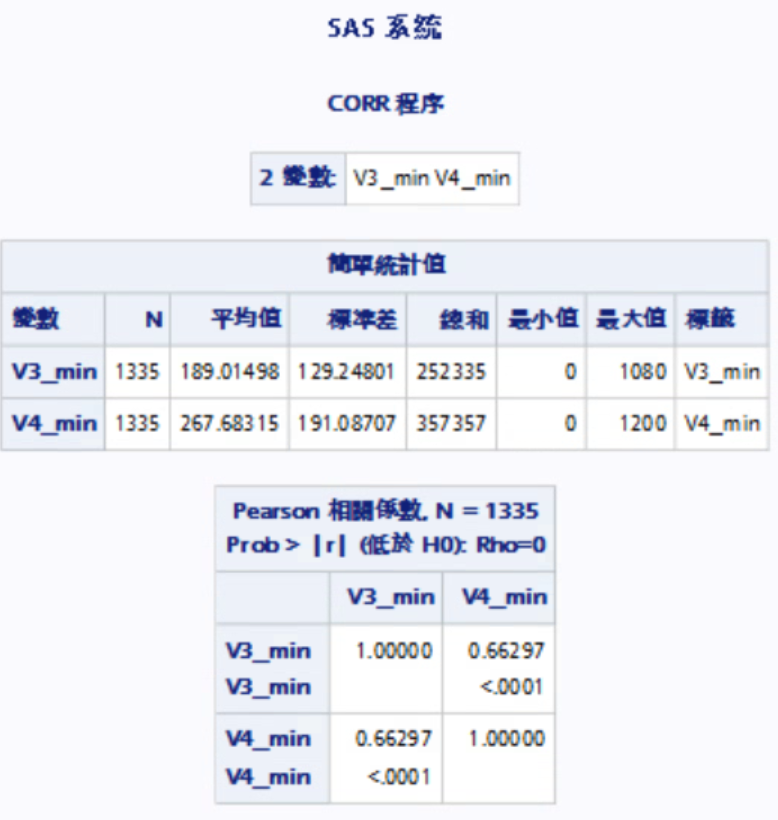 SAS 系统
CORR 程序
2 變數: V3_min V4_min
簡單統計值
變數 N 平均值 標準差 總和 最小值 最大值 標籤
V3_min 1335 189.01498 129.24801 252335 0 1080 V3_min
V4_min 1335 267.68315 191.08707 357357 0 1200 V4_min
Pearson 相關係數, N = 1335
Prob > |r| (低於 H0): Rho=0
V3_min V4_min
V3_min 1.00000 0.66297
V3_min <.0001
V4_min 0.66297 1.00000
V4_min <.0001